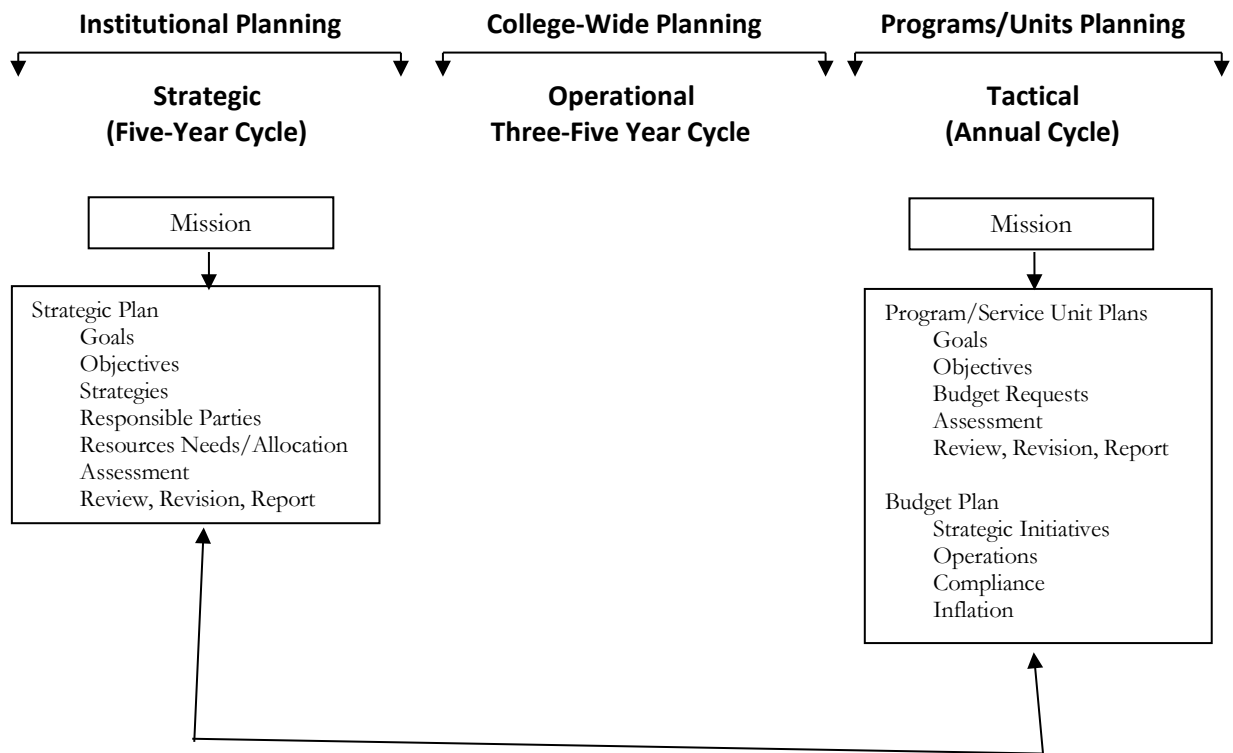 Institutional Planning
College-Wide Planning
Programs/Units Planning
Strategic
(Five-Year Cycle)
Operational
Three-Five Year Cycle
Tactical
(Annual Cycle)
Mission
Strategic Plan
Goals
Objectives
Strategies
Responsible Parties
Resources Needs/Allocation
Assessment
Review, Revision, Report
Mission
Program/Service Unit Plans
Goals
Objectives
Budget Requests
Assessment
Review, Revision, Report
Budget Plan
Strategic Initiatives
Operations
Compliance
Inflation